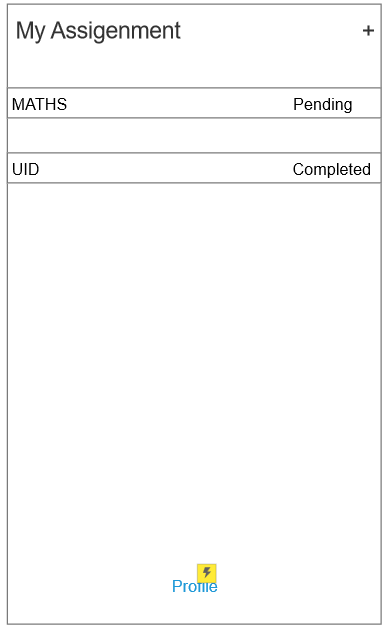 My Assigenment +
MATHS Pending
UID Completed
Profile